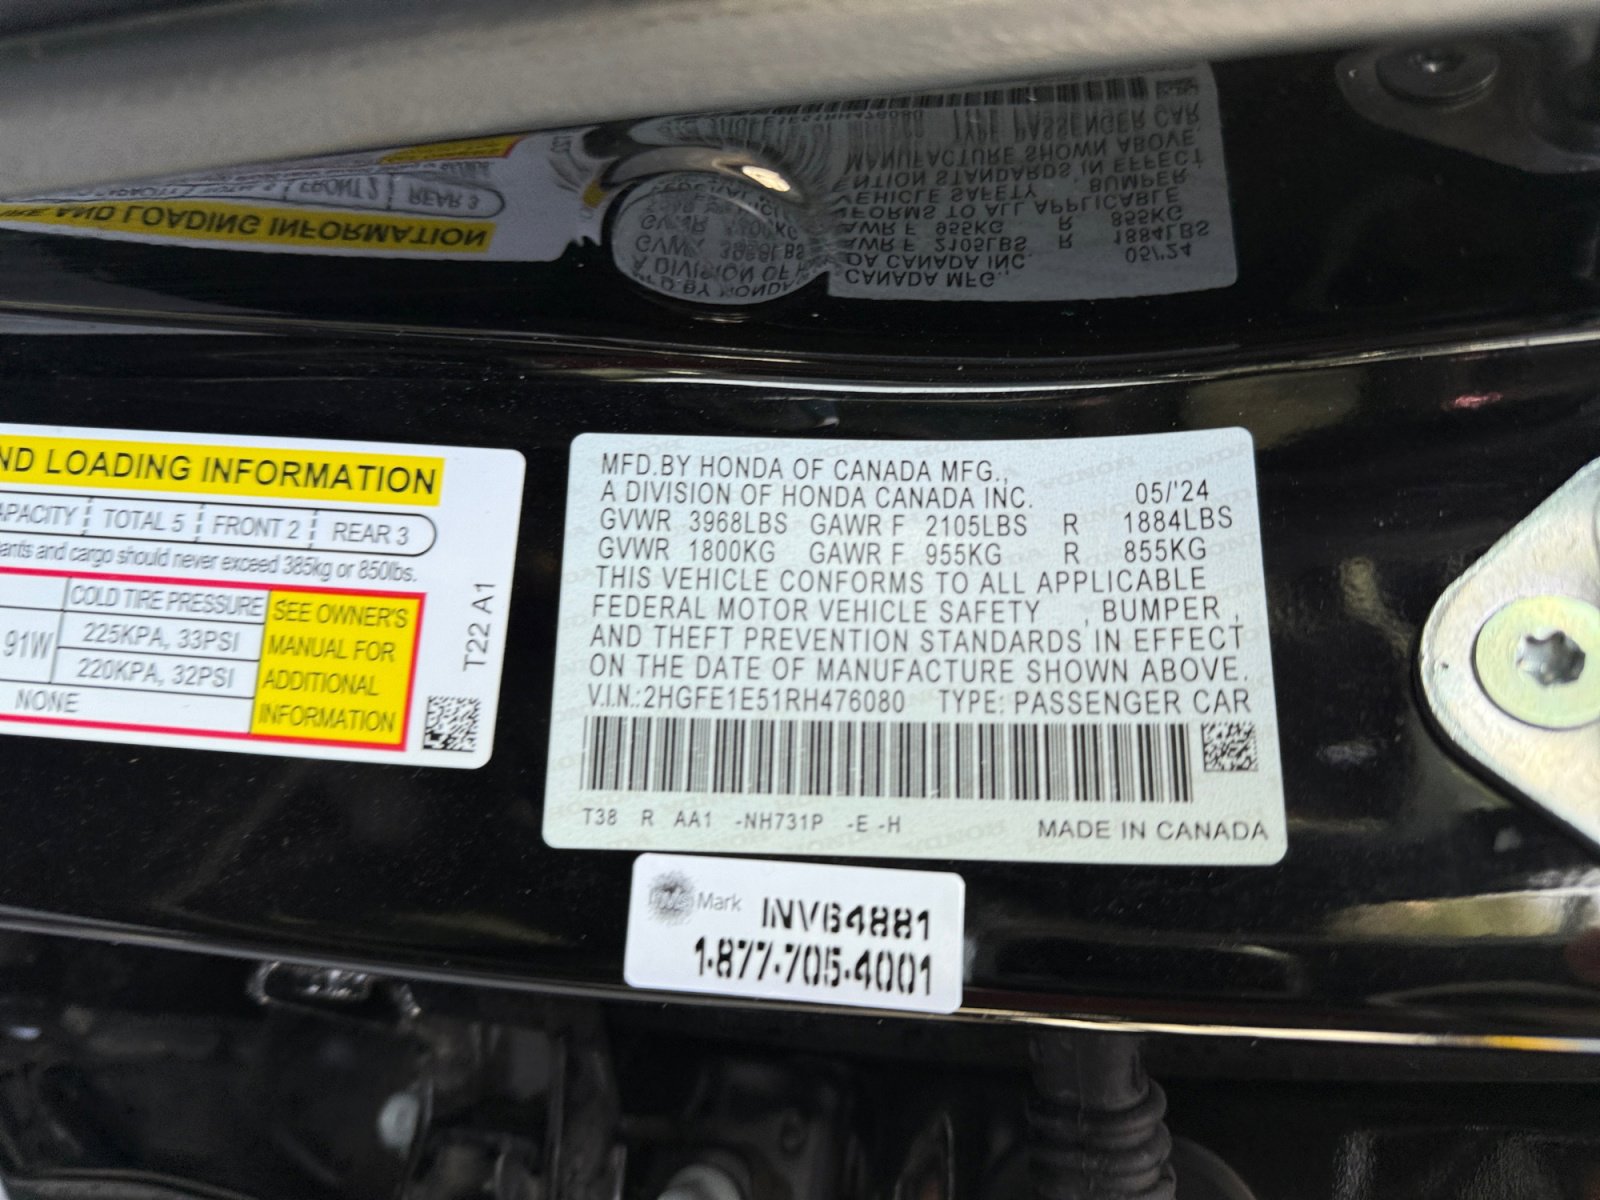 ND LOADING INFORMATION
APACITY TOTAL 5 FRONT 2 REAR 3
ants and cargo should never exceed 385kg or 850lbs.
COLD TIRE PRESSURE
91W 225KPA, 33PSI
220KPA, 32PSI
NONE
SEE OWNER'S
MANUAL FOR
ADDITIONAL
INFORMATION
T22 A1
MFD.BY HONDA OF CANADA MFG.,
A DIVISION OF HONDA CANADA INC. 05/'24
GVWR 3968LBS GAWR F 2105LBS R 1884LBS
GVWR 1800KG GAWR F 955KG R 855KG
THIS VEHICLE CONFORMS TO ALL APPLICABLE
FEDERAL MOTOR VEHICLE SAFETY , BUMPER ,
AND THEFT PREVENTION STANDARDS IN EFFECT
ON THE DATE OF MANUFACTURE SHOWN ABOVE.
V.I.N.:2HGFE1E51RH476080 TYPE: PASSENGER CAR
T38 R AA1 -NH731P -E -H MADE IN CANADA
Mark INV64881
1-877-705-4001